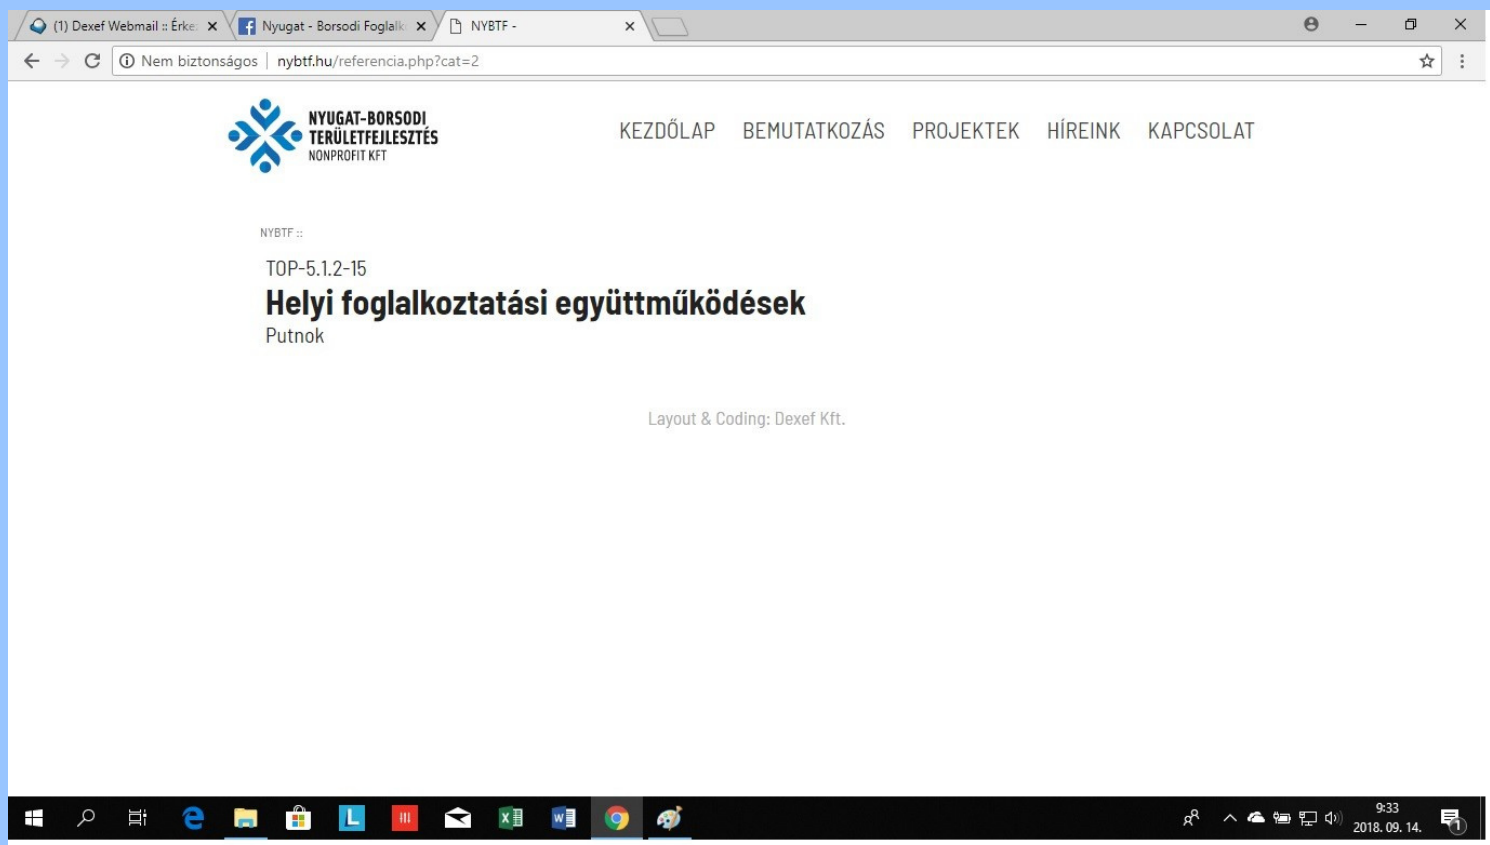 (1) Dexef Webmail :: Érke
Nyugat - Borsodi Foglalk
NYBTF -
Nem biztonságos | nybtf.hu/referencia.php?cat=2
NYUGAT-BORSODI
TERÜLETFEJLESZTÉS
NONPROFIT KFT
KEZDŐLAP BEMUTATKOZÁS PROJEKTEK HÍREINK KAPCSOLAT
NYBTF ::
TOP-5.1.2-15
Helyi foglalkoztatási együttműködések
Putnok
Layout & Coding: Dexef Kft.
9:33
2018. 09. 14.
1